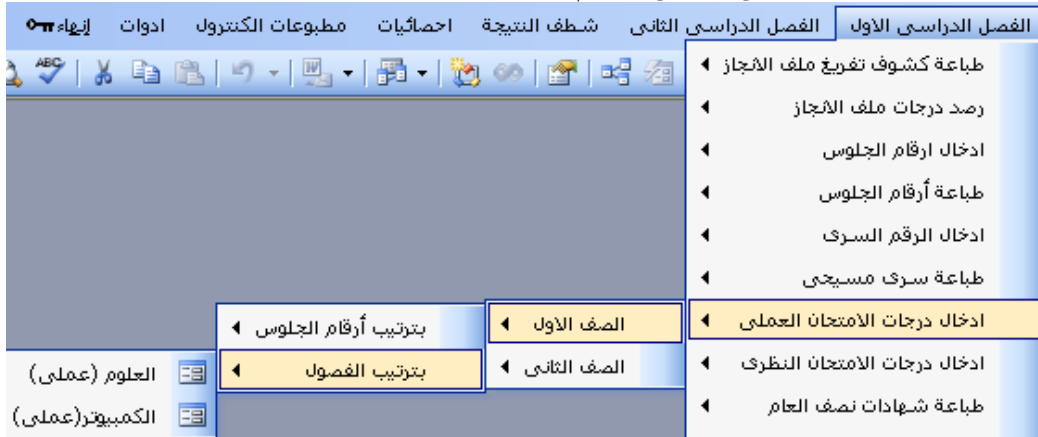 الفصل الدراسى الاول الفصل الدراسى الثانى شطف النتيجة احصائيات مطبوعات الكنترول ادوات إنهاء
طباعة كشوف تفريغ ملف الانجاز
رصد درجات ملف الانجاز
ادخال ارقام الجلوس
طباعة أرقام الجلوس
ادخال الرقم السرى
طباعة سرى مسيحى
ادخال درجات الامتحان العملى
ادخال درجات الامتحان النظرى
طباعة شهادات نصف العام
الصف الاول
الصف الثانى
بترتيب أرقام الجلوس
بترتيب الفصول
العلوم (عملى)
الكمبيوتر(عملى)